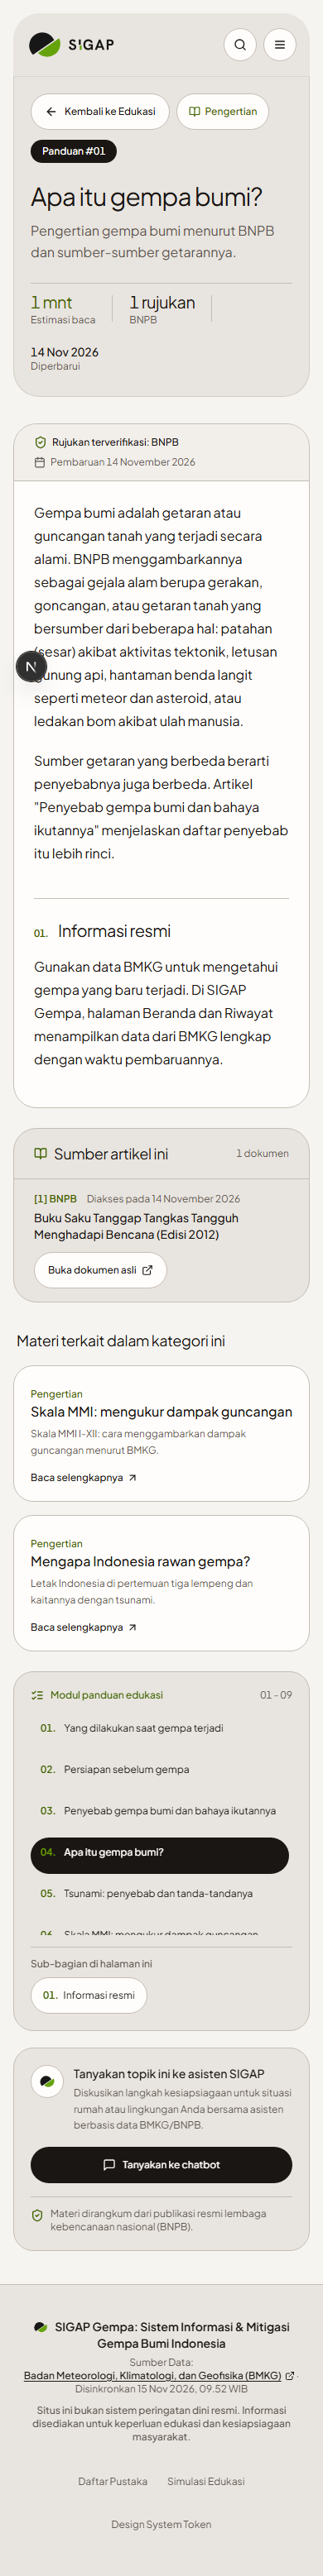 SIGAP
Kembali ke Edukasi
Pengertian
Panduan #01
Apa itu gempa bumi?
Pengertian gempa bumi menurut BNPB
dan sumber-sumber getarannya.
1 mnt
Estimasi baca
1 rujukan
BNPB
14 Nov 2026
Diperbarui
Rujukan terverifikasi: BNPB
Pembaruan 14 November 2026
Gempa bumi adalah getaran atau
guncangan tanah yang terjadi secara
alami. BNPB menggambarkannya
sebagai gejala alam berupa gerakan,
goncangan, atau getaran tanah yang
bersumber dari beberapa hal: patahan
(sesar) akibat aktivitas tektonik, letusan
gunung api, hantaman benda langit
seperti meteor dan asteroid, atau
ledakan bom akibat ulah manusia.
N
Sumber getaran yang berbeda berarti
penyebabnya juga berbeda. Artikel
"Penyebab gempa bumi dan bahaya
ikutannya" menjelaskan daftar penyebab
itu lebih rinci.
01. Informasi resmi
Gunakan data BMKG untuk mengetahui
gempa yang baru terjadi. Di SIGAP
Gempa, halaman Beranda dan Riwayat
menampilkan data dari BMKG lengkap
dengan waktu pembaruannya.
Sumber artikel ini
1 dokumen
[1] BNPB Diakses pada 14 November 2026
Buku Saku Tanggap Tangkas Tangguh
Menghadapi Bencana (Edisi 2012)
Buka dokumen asli
Materi terkait dalam kategori ini
Pengertian
Skala MMI: mengukur dampak guncangan
Skala MMI I-XII: cara menggambarkan dampak
guncangan menurut BMKG.
Baca selengkapnya
Pengertian
Mengapa Indonesia rawan gempa?
Letak Indonesia di pertemuan tiga lempeng dan
kaitannya dengan tsunami.
Baca selengkapnya
Modul panduan edukasi
01 - 09
01. Yang dilakukan saat gempa terjadi
02. Persiapan sebelum gempa
03. Penyebab gempa bumi dan bahaya ikutannya
04. Apa itu gempa bumi?
05. Tsunami: penyebab dan tanda-tandanya
06. Skala MMI: mengukur dampak guncangan
Sub-bagian di halaman ini
01. Informasi resmi
Tanyakan topik ini ke asisten SIGAP
Diskusikan langkah kesiapsiagaan untuk situasi
rumah atau lingkungan Anda bersama asisten
berbasis data BMKG/BNPB.
Tanyakan ke chatbot
Materi dirangkum dari publikasi resmi lembaga
kebencanaan nasional (BNPB).
SIGAP Gempa: Sistem Informasi & Mitigasi
Gempa Bumi Indonesia
Sumber Data:
Badan Meteorologi, Klimatologi, dan Geofisika (BMKG) ·
Disinkronkan 15 Nov 2026, 09.52 WIB
Situs ini bukan sistem peringatan dini resmi. Informasi
disediakan untuk keperluan edukasi dan kesiapsiagaan
masyarakat.
Daftar Pustaka
Simulasi Edukasi
Design System Token